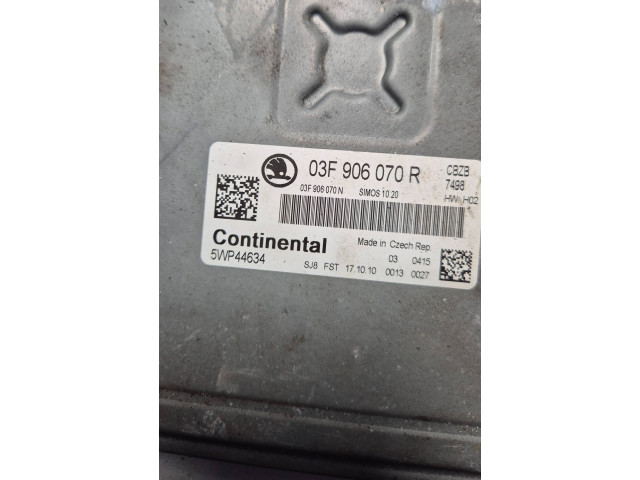 03F 906 070 R
CBZB
7498
03F 906 070 N SIMOS 10.20
HW H02
Continental
Made in Czech Rep.
5WP44634
03 0415
SJ8 FST 17.10.10 0013 0027